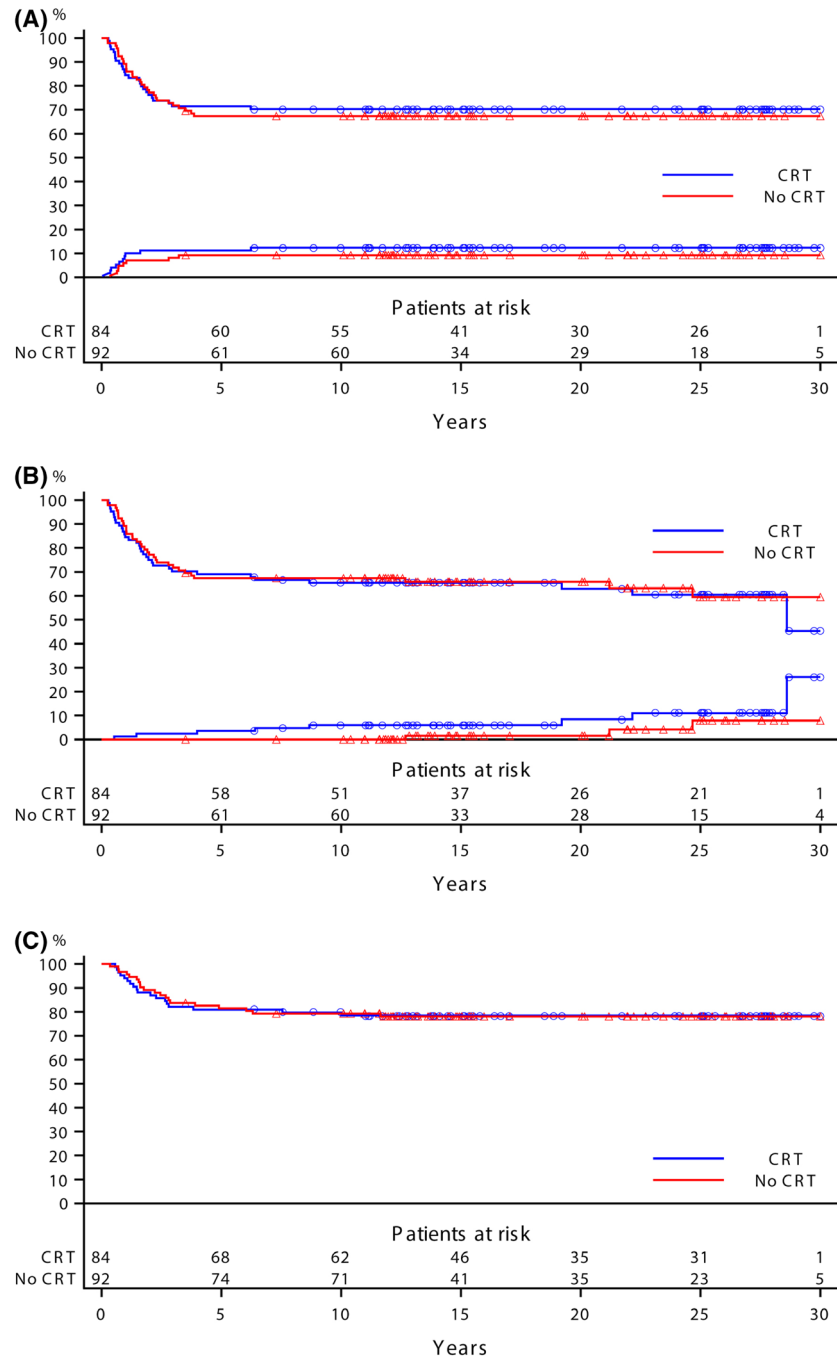 (A) %
100
90
80
70
60
50
40
30
20
10
0
CRT
No CRT
Patients at risk
CRT 84 60 55 41 30 26 1
No CRT 92 61 60 34 29 18 5
0 5 10 15 20 25 30
Years
(B) %
100
90
80
70
60
50
40
30
20
10
0
CRT
No CRT
Patients at risk
CRT 84 58 51 37 26 21 1
No CRT 92 61 60 33 28 15 4
0 5 10 15 20 25 30
Years
(C) %
100
90
80
70
60
50
40
30
20
10
0
CRT
No CRT
Patients at risk
CRT 84 68 62 46 35 31 1
No CRT 92 74 71 41 35 23 5
0 5 10 15 20 25 30
Years